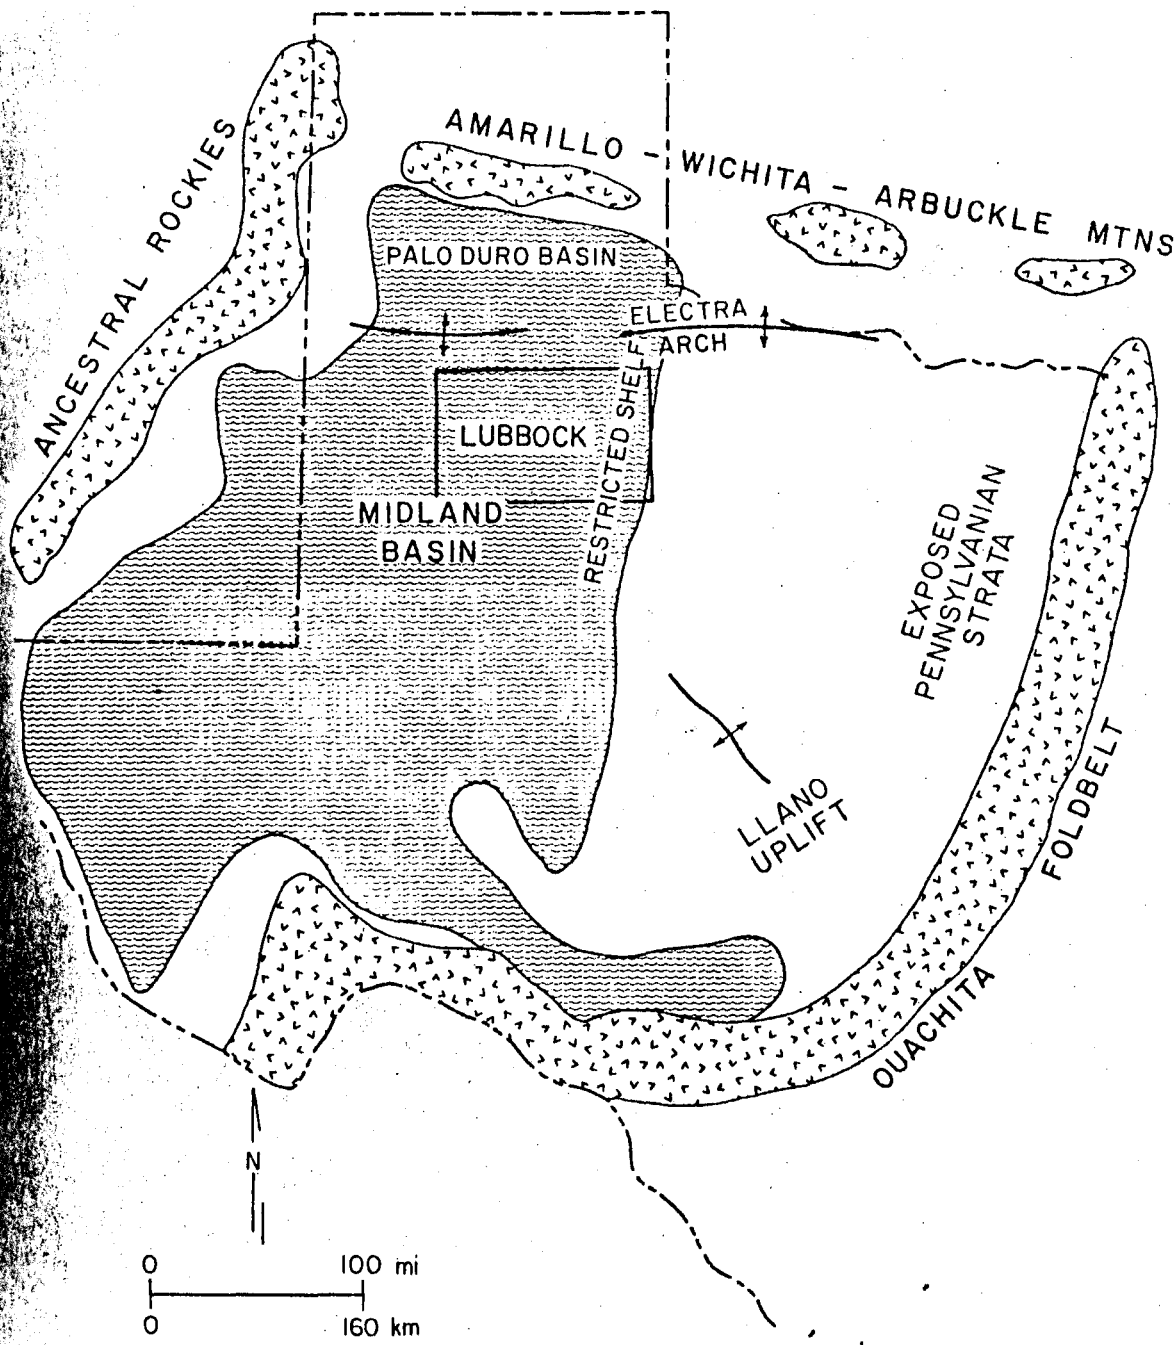 AMARILLO - WICHITA - ARBUCKLE MTNS
ANCESTRAL ROCKIES
PALO DURO BASIN
ELECTRA
ARCH
RESTRICTED SHELF
LUBBOCK
MIDLAND
BASIN
EXPOSED
PENNSYLVANIAN
STRATA
LLANO
UPLIFT
OUACHITA FOLDBELT
N
0 100 mi
0 160 km